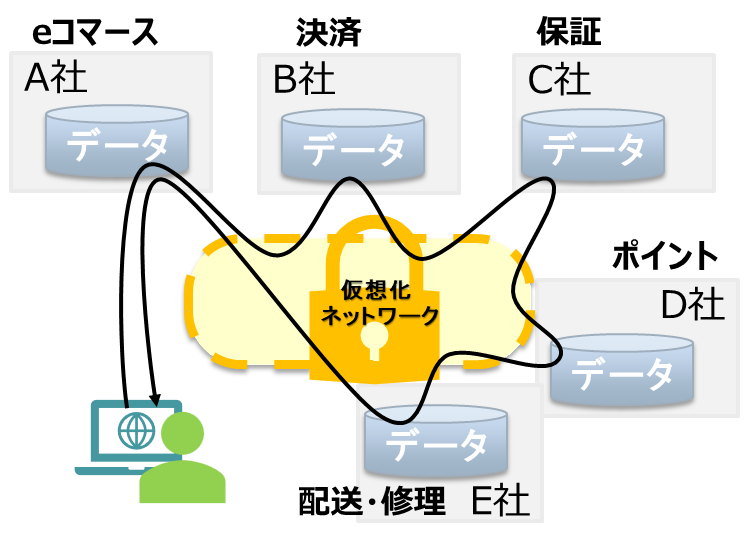 eコマース
A社
データ
決済
B社
データ
保証
C社
データ
仮想化
ネットワーク
ポイント
D社
データ
データ
配送・修理 E社